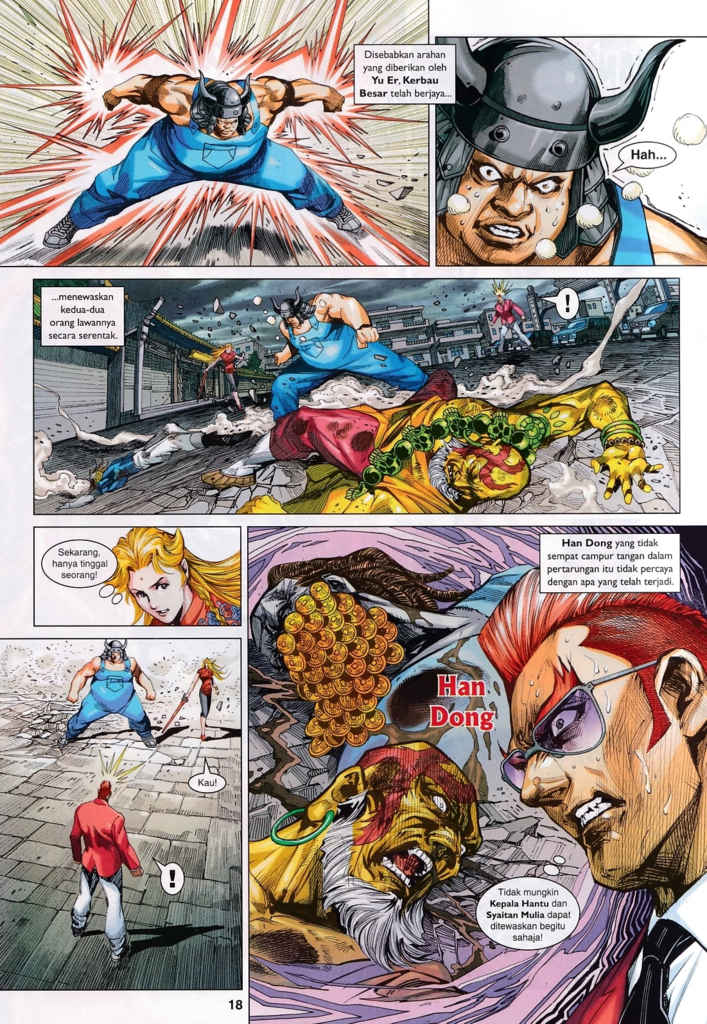 Disebabkan arahan
yang diberikan oleh
Yu Er, Kerbau
Besar telah berjaya...
Hah...
...menewaskan
kedua-dua
orang lawannya
secara serentak.
!
Sekarang,
hanya tinggal
seorang!
Han Dong yang tidak
sempat campur tangan dalam
pertarungan itu tidak percaya
dengan apa yang telah terjadi.
Han
Dong
Kau!
!
Tidak mungkin
Kepala Hantu dan
Syaitan Mulia dapat
ditewaskan begitu
sahaja!
18